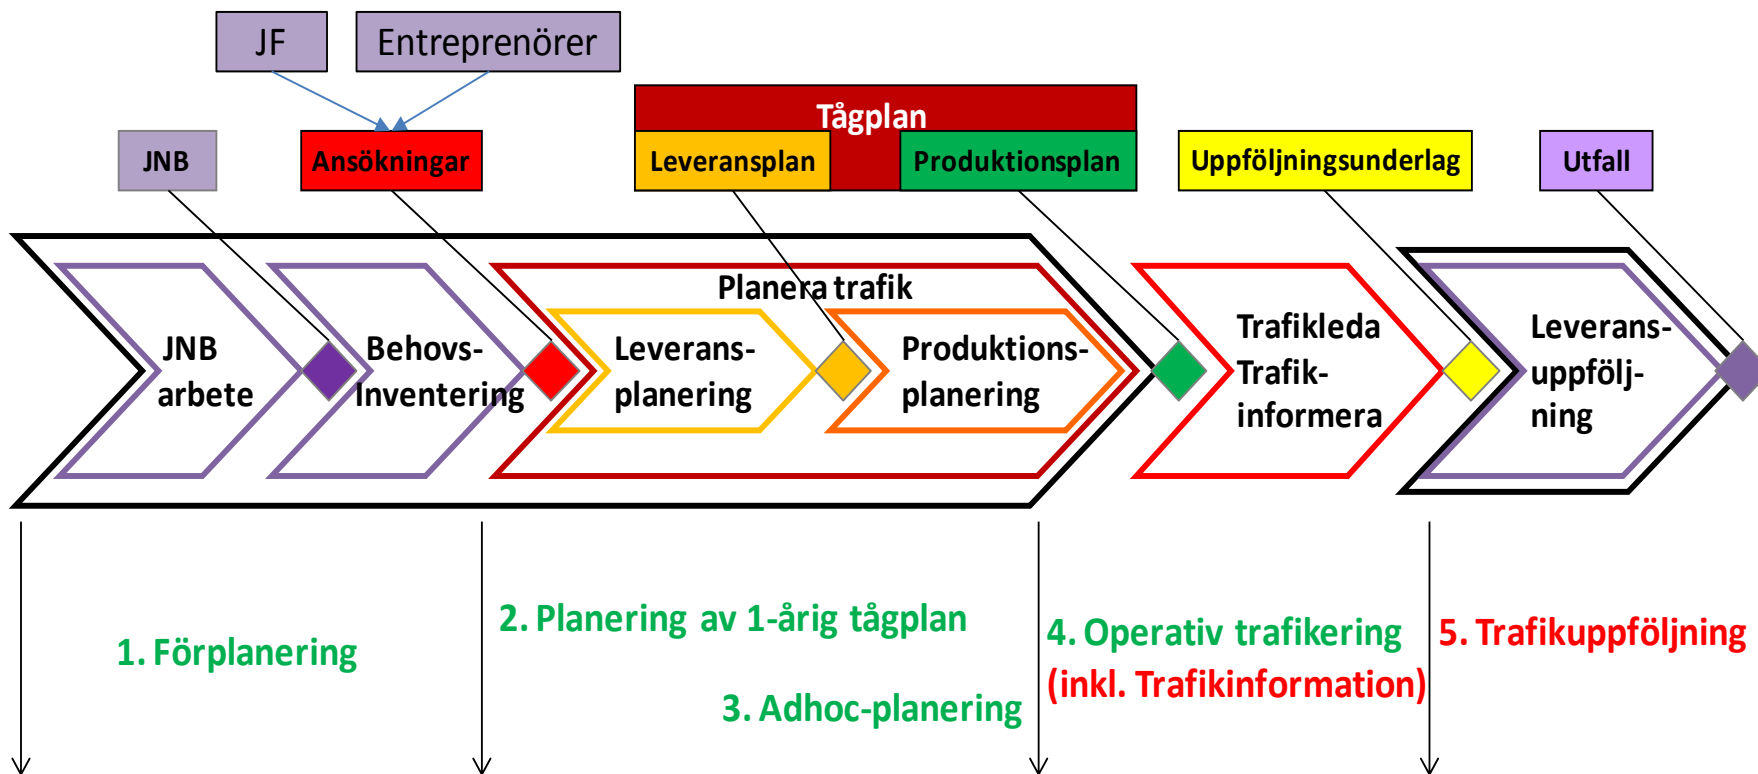 JF
Entreprenörer
Tågplan
JNB
Ansökningar
Leveransplan
Produktionsplan
Uppföljningsunderlag
Utfall
Planera trafik
JNB
arbete
Behovs-
Inventering
Leverans-
planering
Produktions-
planering
Trafikleda
Trafik-
informera
Leverans-
uppfölj-
ning
1. Förplanering
2. Planering av 1-årig tågplan
3. Adhoc-planering
4. Operativ trafikering
(inkl. Trafikinformation)
5. Trafikuppföljning